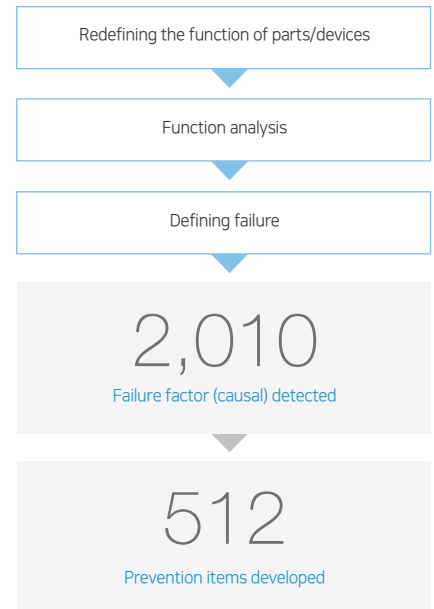 Redefining the function of parts/devices
Function analysis
Defining failure
2,010
Failure factor (causal) detected
512
Prevention items developed